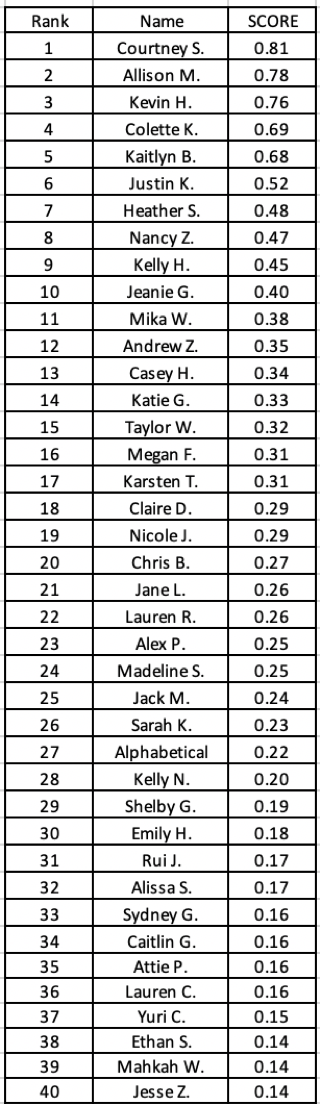 Rank Name SCORE
1 Courtney S. 0.81
2 Allison M. 0.78
3 Kevin H. 0.76
4 Colette K. 0.69
5 Kaitlyn B. 0.68
6 Justin K. 0.52
7 Heather S. 0.48
8 Nancy Z. 0.47
9 Kelly H. 0.45
10 Jeanie G. 0.40
11 Mika W. 0.38
12 Andrew Z. 0.35
13 Casey H. 0.34
14 Katie G. 0.33
15 Taylor W. 0.32
16 Megan F. 0.31
17 Karsten T. 0.31
18 Claire D. 0.29
19 Nicole J. 0.29
20 Chris B. 0.27
21 Jane L. 0.26
22 Lauren R. 0.26
23 Alex P. 0.25
24 Madeline S. 0.25
25 Jack M. 0.24
26 Sarah K. 0.23
27 Alphabetical 0.22
28 Kelly N. 0.20
29 Shelby G. 0.19
30 Emily H. 0.18
31 Rui J. 0.17
32 Alissa S. 0.17
33 Sydney G. 0.16
34 Caitlin G. 0.16
35 Attie P. 0.16
36 Lauren C. 0.16
37 Yuri C. 0.15
38 Ethan S. 0.14
39 Mahkah W. 0.14
40 Jesse Z. 0.14